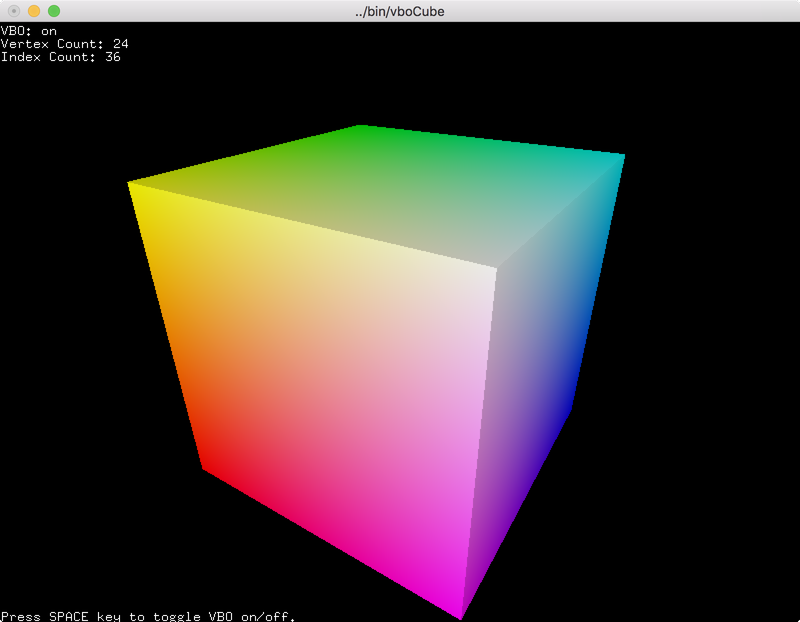 ../bin/vboCube
VBO: on
Vertex Count: 24
Index Count: 36
Press SPACE key to toggle VBO on/off.